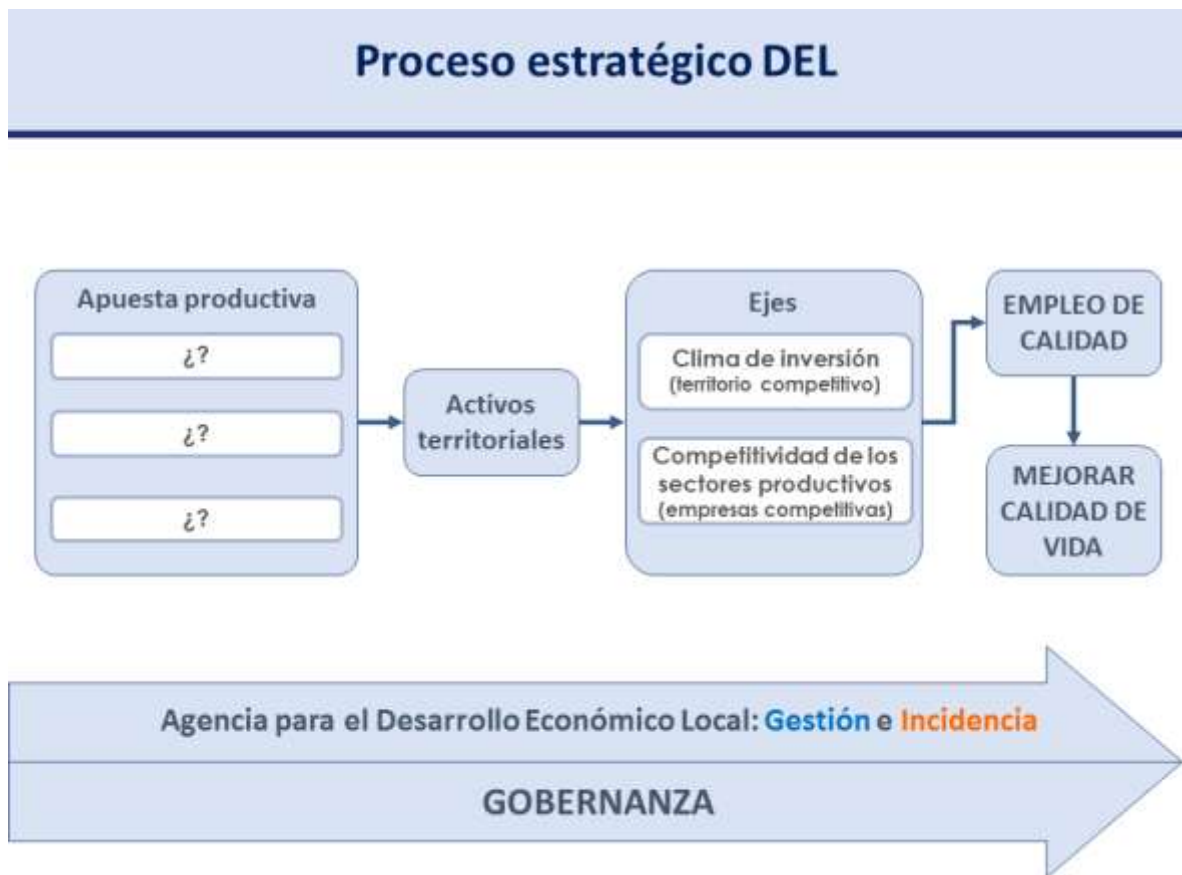 Proceso estratégico DEL
Apuesta productiva
¿?
¿?
¿?
Activos
territoriales
Ejes
Clima de inversión
(territorio competitivo)
Competitividad de los
sectores productivos
(empresas competitivas)
EMPLEO DE
CALIDAD
MEJORAR
CALIDAD DE
VIDA
Agencia para el Desarrollo Económico Local: Gestión e Incidencia
GOBERNANZA